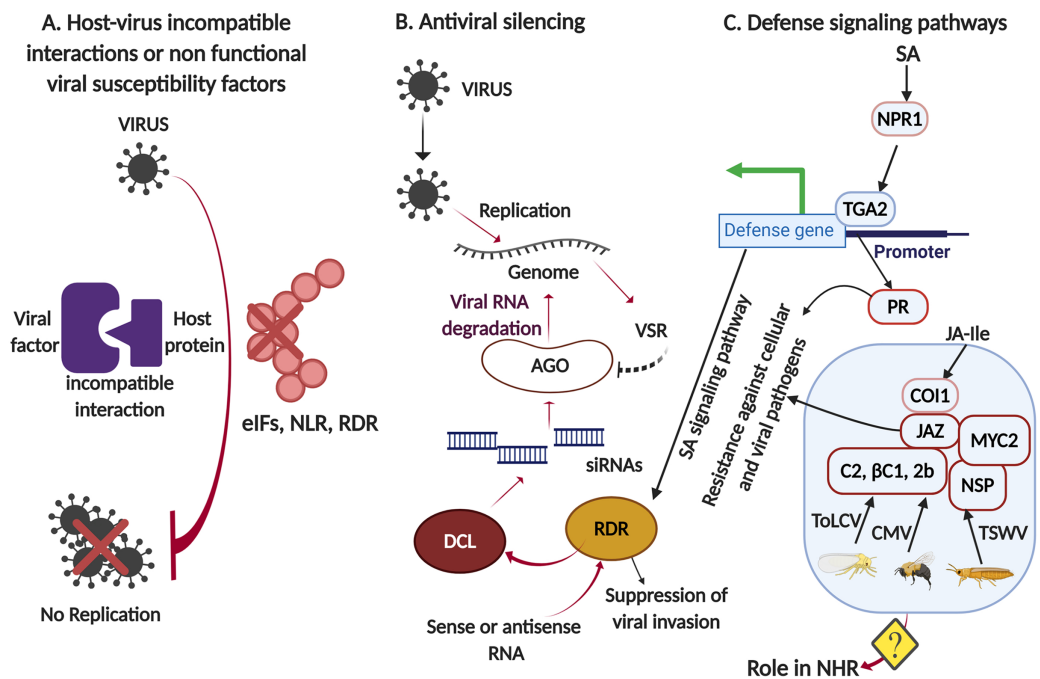 A. Host-virus incompatible
interactions or non functional
viral susceptibility factors
VIRUS
Viral
factor
Host
protein
incompatible
interaction
eIFs, NLR, RDR
No Replication
B. Antiviral silencing
VIRUS
Replication
Genome
Viral RNA
degradation
VSR
AGO
siRNAs
DCL
RDR
Sense or antisense
RNA
Suppression of
viral invasion
C. Defense signaling pathways
SA
NPR1
TGA2
Defense gene
Promoter
PR
SA signaling pathway
Resistance against cellular
and viral pathogens
JA-Ile
COI1
JAZ
MYC2
C2, βC1, 2b
NSP
ToLCV
CMV
TSWV
?
Role in NHR